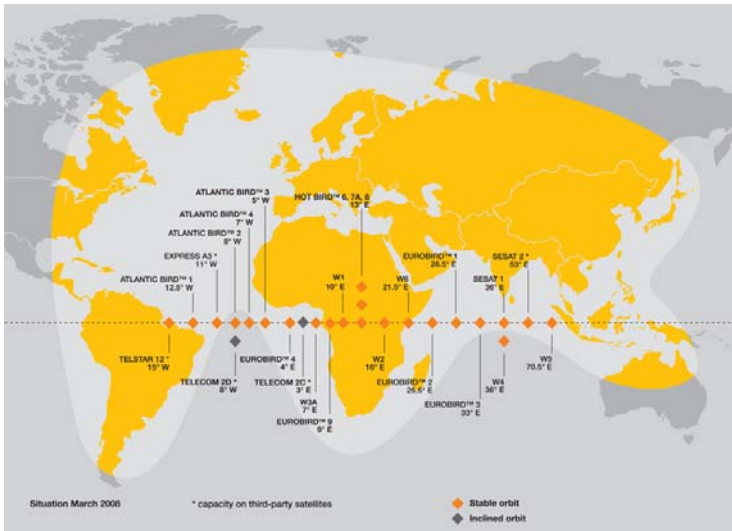 ATLANTIC BIRD™ 3
5° W
HOT BIRD™ 6, 7A, 8
13° E
ATLANTIC BIRD™ 4
7° W
ATLANTIC BIRD™ 2
8° W
EXPRESS A3 *
11° W
ATLANTIC BIRD™ 1
12.5° W
W1
10° E
W6
21.5° E
EUROBIRD™ 1
28.5° E
SESAT 2 *
53° E
SESAT 1
36° E
TELSTAR 12 *
15° W
TELECOM 2D *
8° W
EUROBIRD™ 4
4° E
TELECOM 2C *
3° E
W3A
7° E
EUROBIRD™ 9
9° E
W2
16° E
EUROBIRD™ 2
25.5° E
EUROBIRD™ 3
33° E
W4
36° E
W5
70.5° E
Situation March 2008
* capacity on third-party satellites
Stable orbit
Inclined orbit